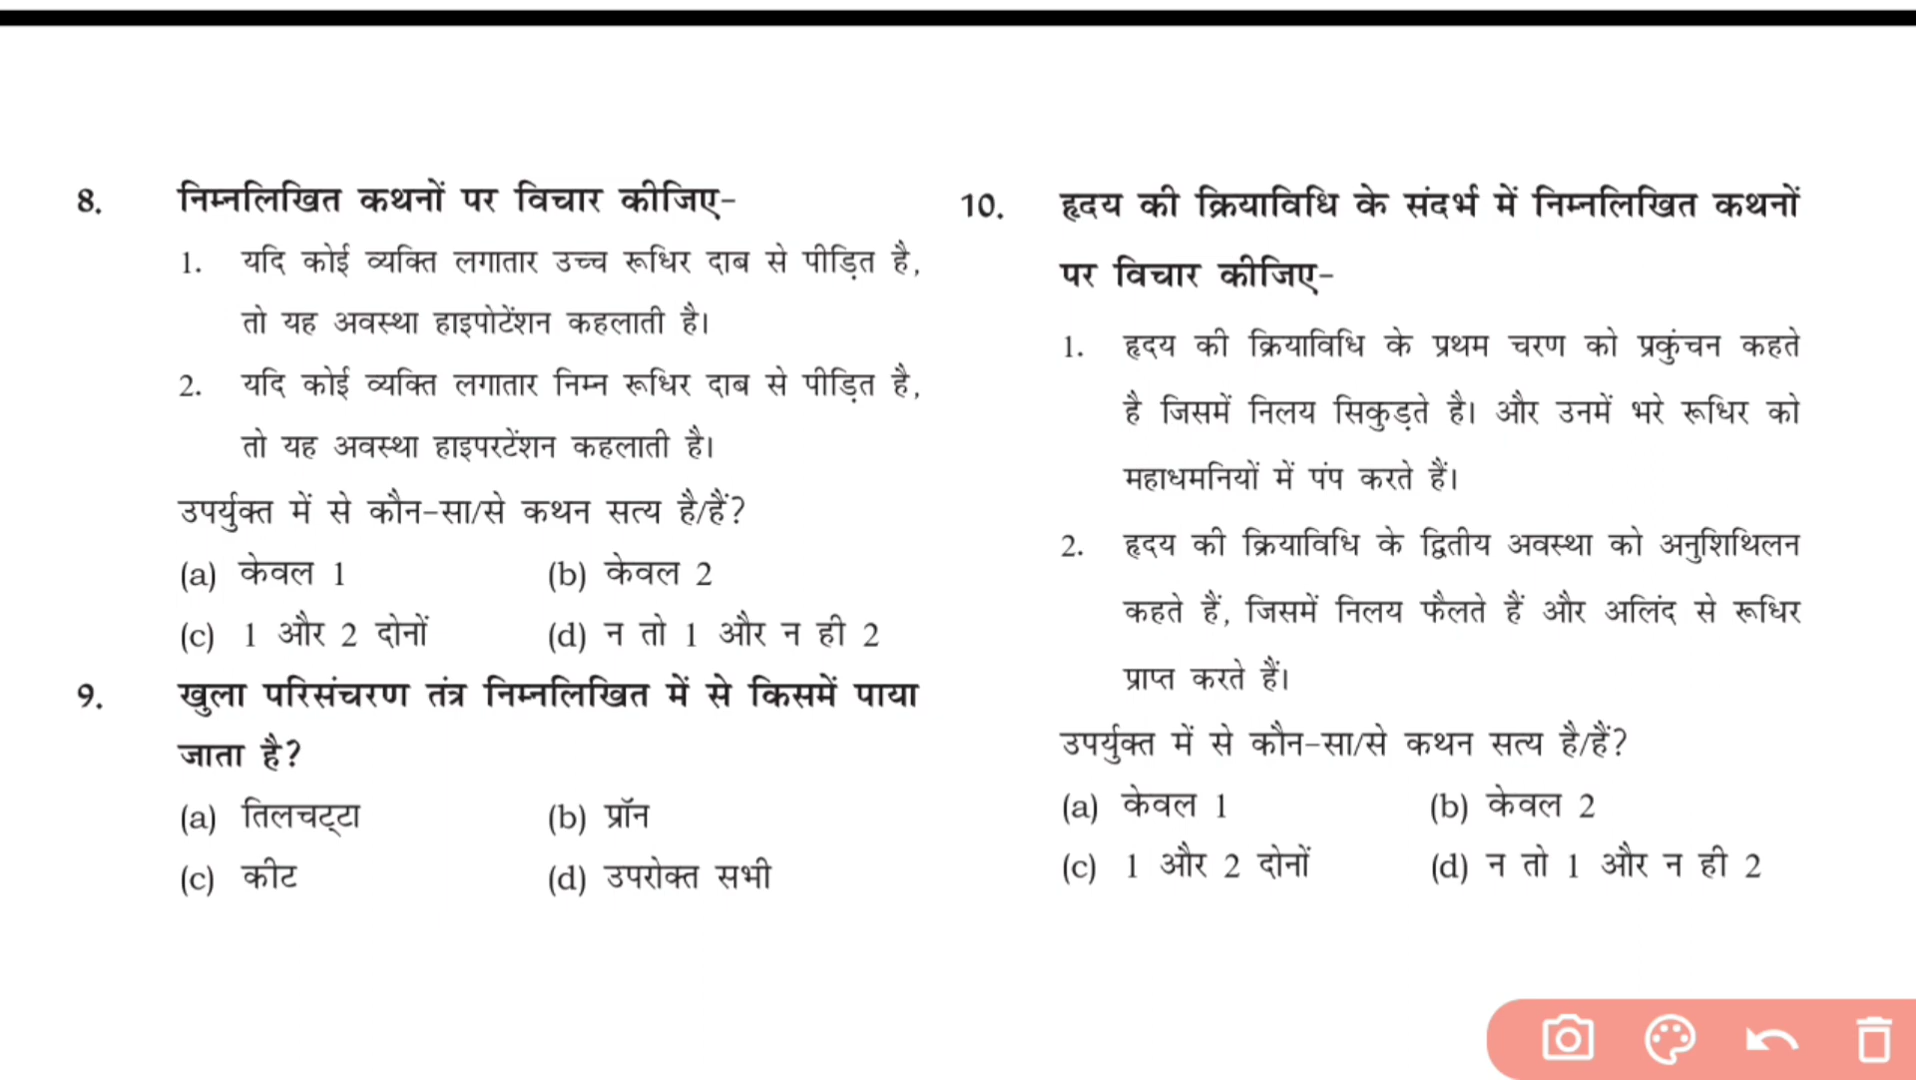 8. निम्नलिखित कथनों पर विचार कीजिए-
1. यदि कोई व्यक्ति लगातार उच्च रूधिर दाब से पीड़ित है,
तो यह अवस्था हाइपोटेंशन कहलाती है।
2. यदि कोई व्यक्ति लगातार निम्न रूधिर दाब से पीड़ित है,
तो यह अवस्था हाइपरटेंशन कहलाती है।
उपर्युक्त में से कौन-सा/से कथन सत्य है/हैं?
(a) केवल 1 (b) केवल 2
(c) 1 और 2 दोनों (d) न तो 1 और न ही 2
9. खुला परिसंचरण तंत्र निम्नलिखित में से किसमें पाया
जाता है?
(a) तिलचट्टा (b) प्रॉन
(c) कीट (d) उपरोक्त सभी
10. हृदय की क्रियाविधि के संदर्भ में निम्नलिखित कथनों
पर विचार कीजिए-
1. हृदय की क्रियाविधि के प्रथम चरण को प्रकुंचन कहते
है जिसमें निलय सिकुड़ते है। और उनमें भरे रूधिर को
महाधमनियों में पंप करते हैं।
2. हृदय की क्रियाविधि के द्वितीय अवस्था को अनुशिथिलन
कहते हैं, जिसमें निलय फैलते हैं और अलिंद से रूधिर
प्राप्त करते हैं।
उपर्युक्त में से कौन-सा/से कथन सत्य है/हैं?
(a) केवल 1 (b) केवल 2
(c) 1 और 2 दोनों (d) न तो 1 और न ही 2